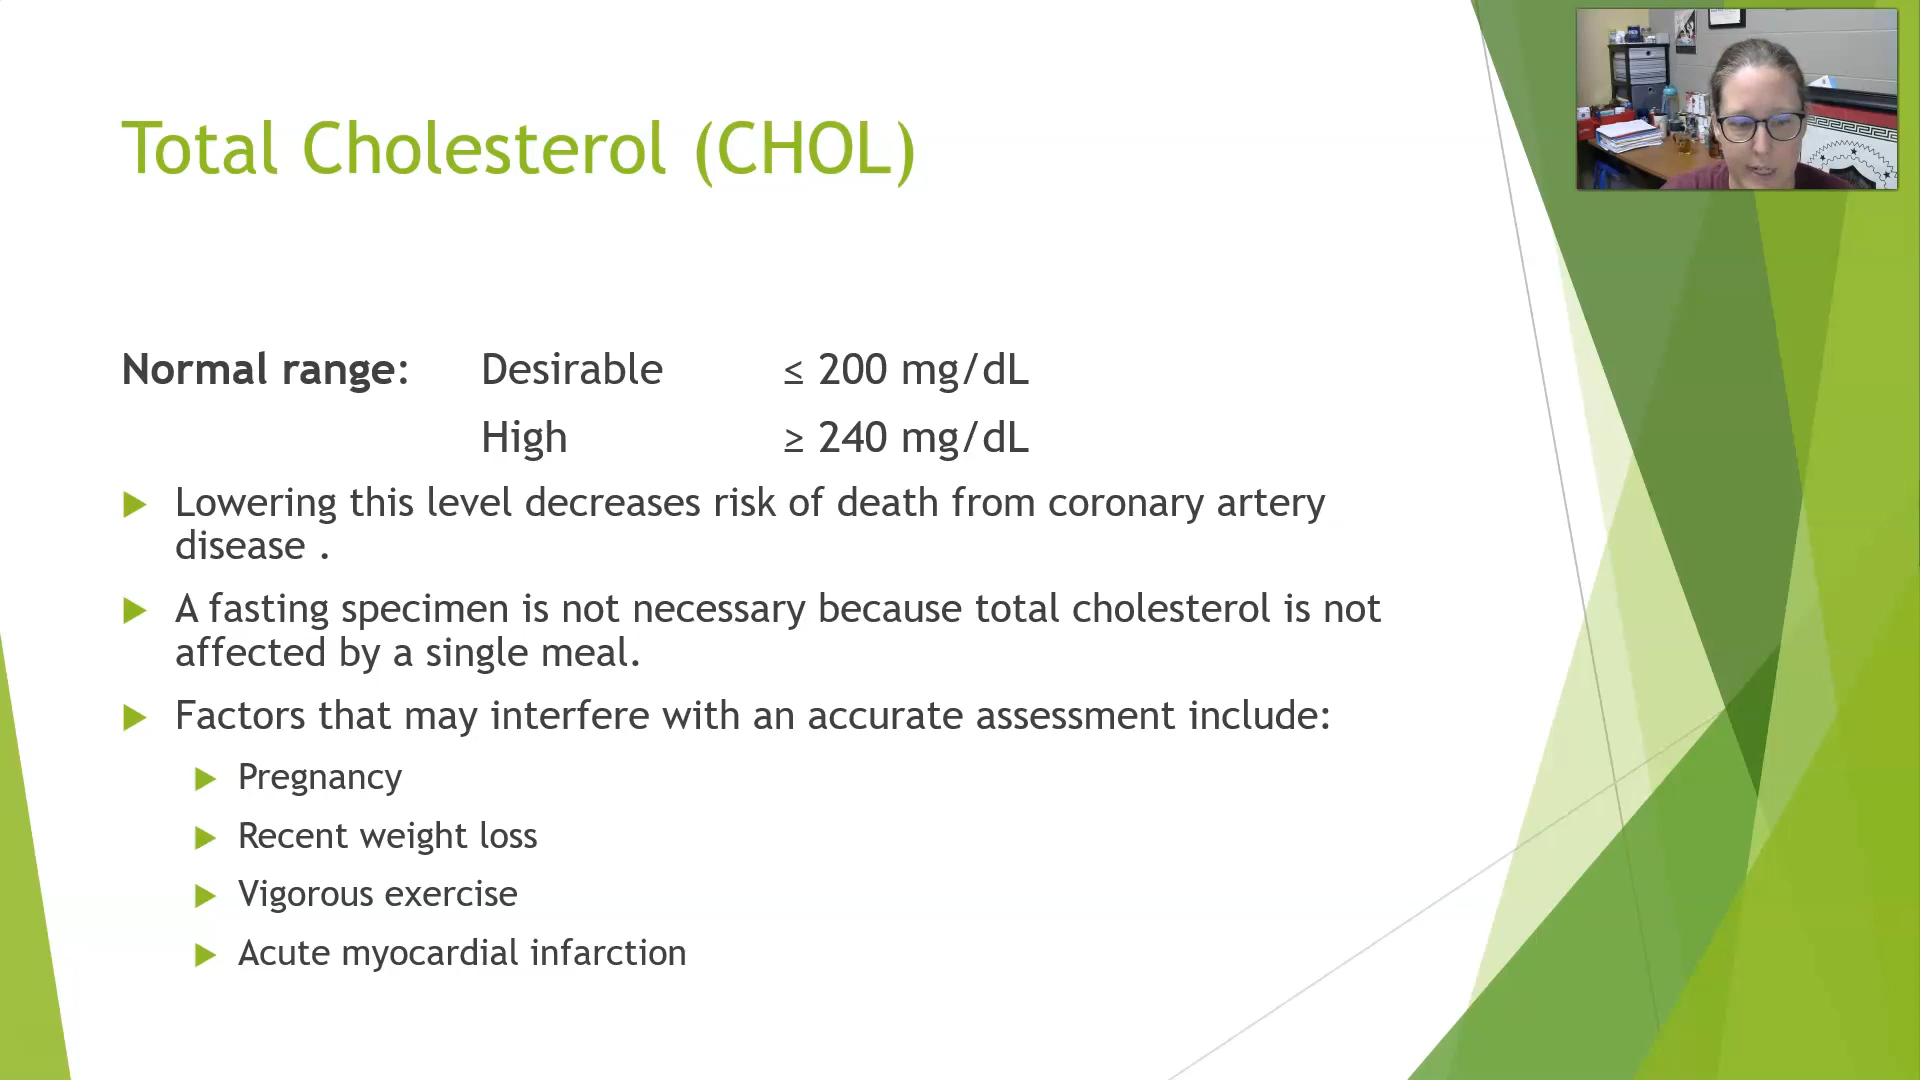 Total Cholesterol (CHOL)
Normal range: Desirable ≤ 200 mg/dL
High ≥ 240 mg/dL
Lowering this level decreases risk of death from coronary artery
disease .
A fasting specimen is not necessary because total cholesterol is not
affected by a single meal.
Factors that may interfere with an accurate assessment include:
Pregnancy
Recent weight loss
Vigorous exercise
Acute myocardial infarction